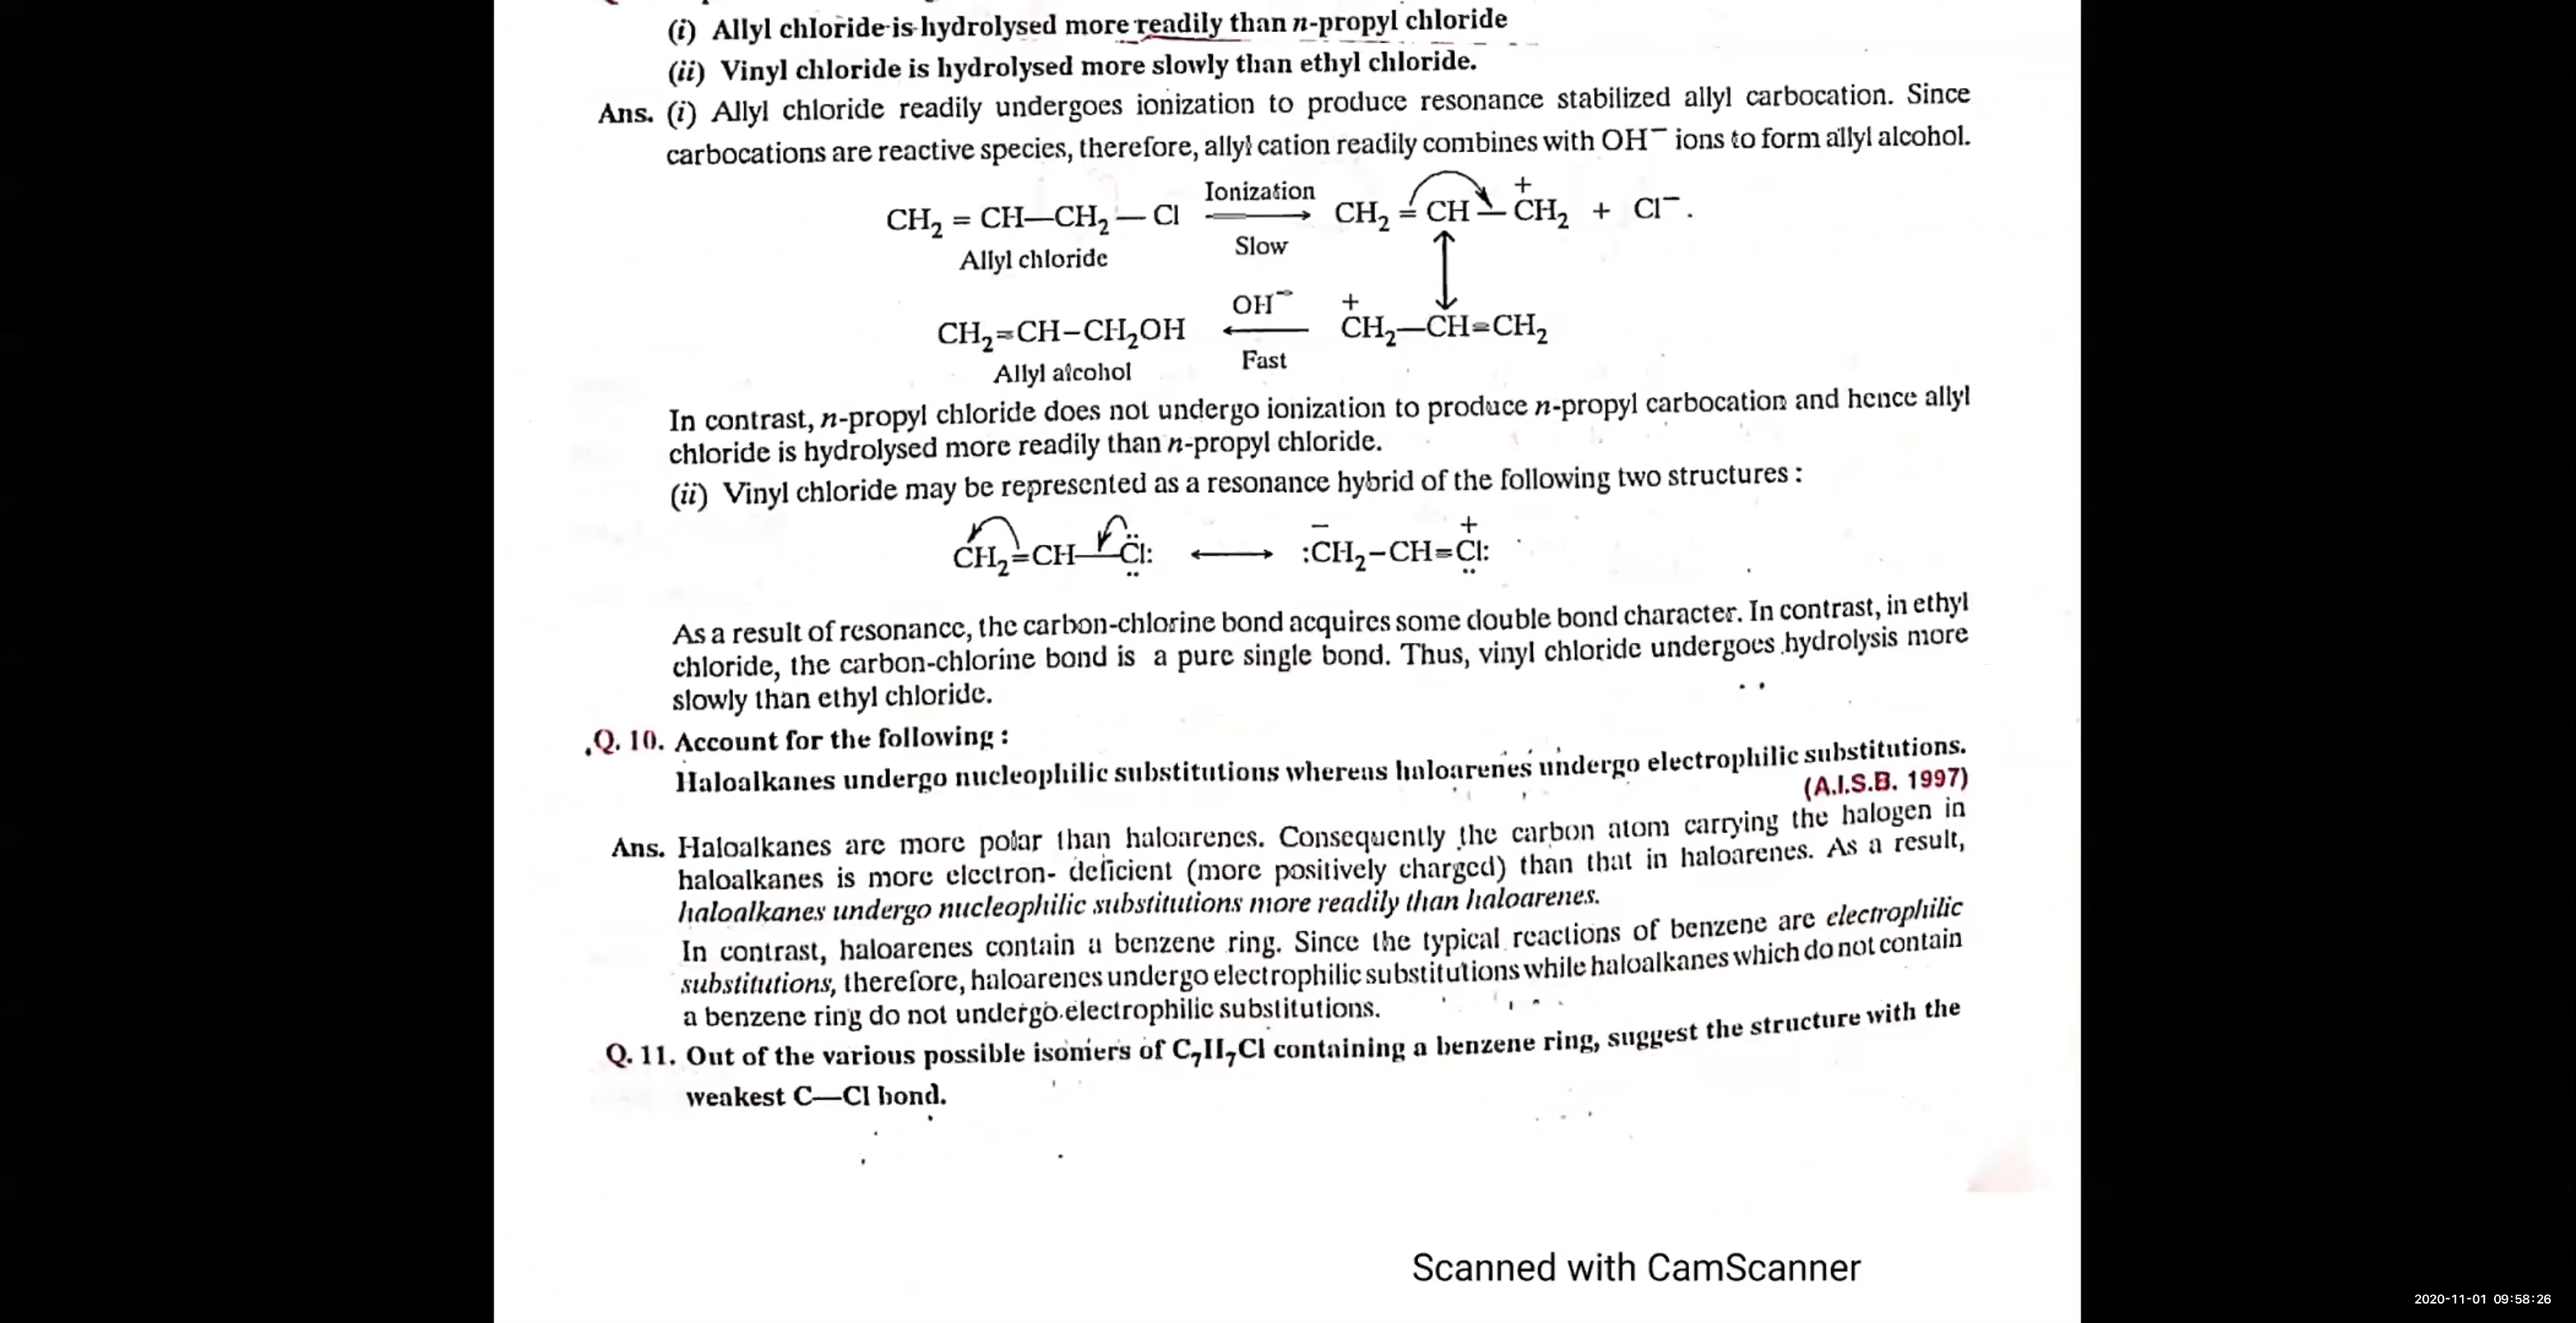 (i) Allyl chloride is hydrolysed more readily than n-propyl chloride
(ii) Vinyl chloride is hydrolysed more slowly than ethyl chloride.
Ans. (i) Allyl chloride readily undergoes ionization to produce resonance stabilized allyl carbocation. Since
carbocations are reactive species, therefore, allyl cation readily combines with OH⁻ ions to form allyl alcohol.
CH₂ = CH—CH₂ — Cl Ionization Slow CH₂ = CH — C⁺H₂ + Cl⁻.
Allyl chloride
CH₂=CH–CH₂OH OH⁻ Fast C⁺H₂—CH=CH₂
Allyl alcohol
In contrast, n-propyl chloride does not undergo ionization to produce n-propyl carbocation and hence allyl
chloride is hydrolysed more readily than n-propyl chloride.
(ii) Vinyl chloride may be represented as a resonance hybrid of the following two structures :
CH₂=CH—Cl: ⟷ :C⁻H₂–CH=Cl⁺:
As a result of resonance, the carbon-chlorine bond acquires some double bond character. In contrast, in ethyl
chloride, the carbon-chlorine bond is a pure single bond. Thus, vinyl chloride undergoes hydrolysis more
slowly than ethyl chloride.
Q. 10. Account for the following :
Haloalkanes undergo nucleophilic substitutions whereas haloarenes undergo electrophilic substitutions.
(A.I.S.B. 1997)
Ans. Haloalkanes are more polar than haloarenes. Consequently the carbon atom carrying the halogen in
haloalkanes is more electron- deficient (more positively charged) than that in haloarenes. As a result,
haloalkanes undergo nucleophilic substitutions more readily than haloarenes.
In contrast, haloarenes contain a benzene ring. Since the typical reactions of benzene are electrophilic
substitutions, therefore, haloarenes undergo electrophilic substitutions while haloalkanes which do not contain
a benzene ring do not undergo electrophilic substitutions.
Q. 11. Out of the various possible isomers of C₇H₇Cl containing a benzene ring, suggest the structure with the
weakest C—Cl bond.
Scanned with CamScanner
2020-11-01 09:58:26